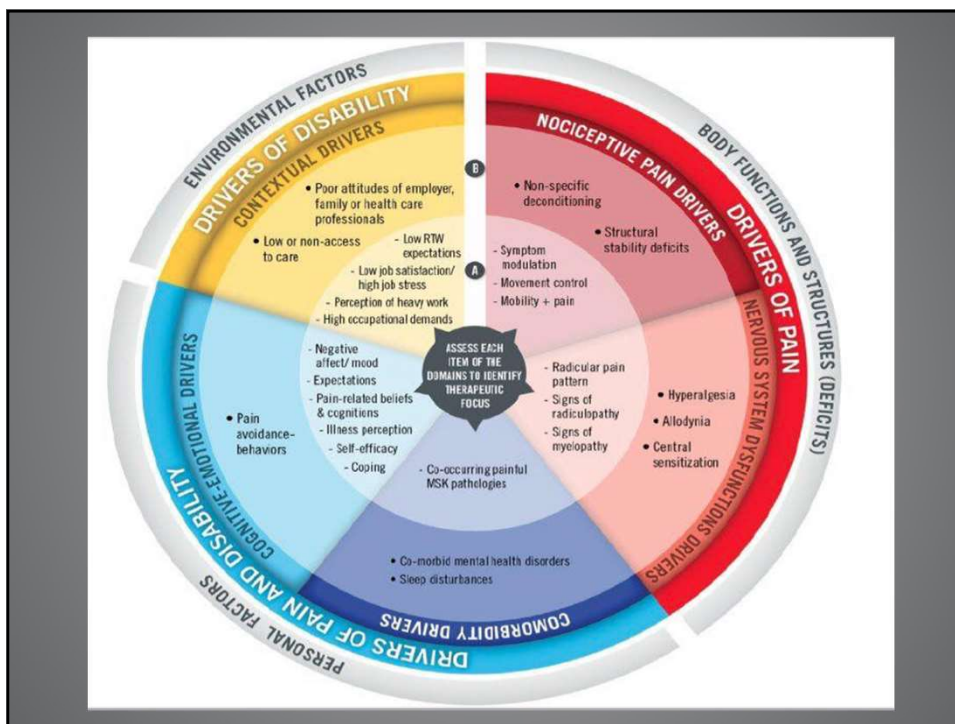 ENVIRONMENTAL FACTORS
DRIVERS OF DISABILITY
CONTEXTUAL DRIVERS
• Poor attitudes of employer,
family or health care
professionals
• Low or non-access
to care
- Low RTW
expectations
- Low job satisfaction/
high job stress
- Perception of heavy work
- High occupational demands
B
A
BODY FUNCTIONS AND STRUCTURES (DEFICITS)
DRIVERS OF PAIN
NOCICEPTIVE PAIN DRIVERS
• Non-specific
deconditioning
• Structural
stability deficits
- Symptom
modulation
- Movement control
- Mobility + pain
ASSESS EACH
ITEM OF THE
DOMAINS TO IDENTIFY
THERAPEUTIC
FOCUS
NERVOUS SYSTEM DYSFUNCTIONS DRIVERS
- Radicular pain
pattern
- Signs of
radiculopathy
- Signs of
myelopathy
• Hyperalgesia
• Allodynia
• Central
sensitization
PERSONAL FACTORS
DRIVERS OF PAIN AND DISABILITY
COGNITIVE-EMOTIONAL DRIVERS
- Negative
affect/ mood
- Expectations
- Pain-related beliefs
& cognitions
- Illness perception
- Self-efficacy
- Coping
• Pain
avoidance-
behaviors
- Co-occurring painful
MSK pathologies
• Co-morbid mental health disorders
• Sleep disturbances
COMORBIDITY DRIVERS